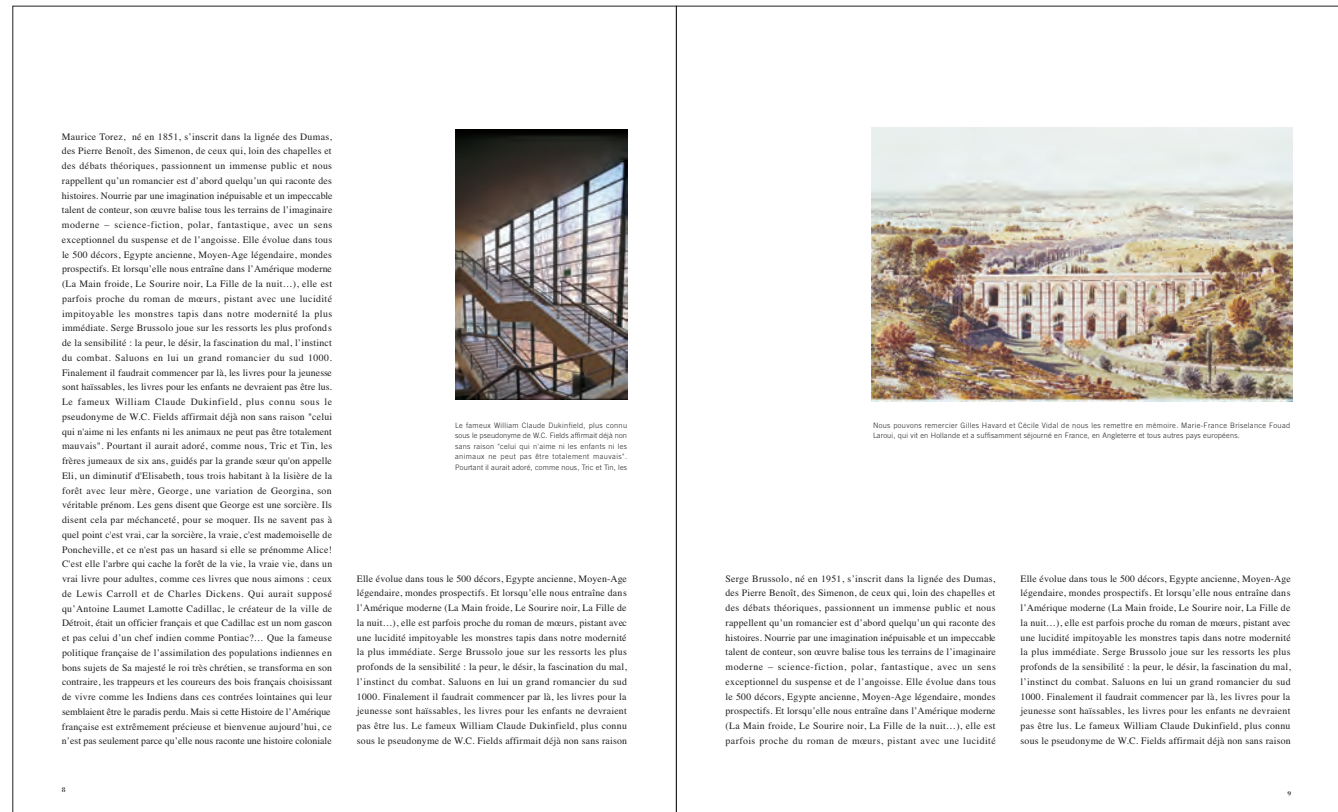 Maurice Torez, né en 1851, s'inscrit dans la lignée des Dumas,
des Pierre Benoît, des Simenon, de ceux qui, loin des chapelles et
des débats théoriques, passionnent un immense public et nous
rappellent qu'un romancier est d'abord quelqu'un qui raconte des
histoires. Nourrie par une imagination inépuisable et un impeccable
talent de conteur, son œuvre balise tous les terrains de l'imaginaire
moderne – science-fiction, polar, fantastique, avec un sens
exceptionnel du suspense et de l'angoisse. Elle évolue dans tous
le 500 décors, Egypte ancienne, Moyen-Age légendaire, mondes
prospectifs. Et lorsqu'elle nous entraîne dans l'Amérique moderne
(La Main froide, Le Sourire noir, La Fille de la nuit…), elle est
parfois proche du roman de mœurs, pistant avec une lucidité
impitoyable les monstres tapis dans notre modernité la plus
immédiate. Serge Brussolo joue sur les ressorts les plus profonds
de la sensibilité : la peur, le désir, la fascination du mal, l'instinct
du combat. Saluons en lui un grand romancier du sud 1000.
Finalement il faudrait commencer par là, les livres pour la jeunesse
sont haïssables, les livres pour les enfants ne devraient pas être lus.
Le fameux William Claude Dukinfield, plus connu sous le
pseudonyme de W.C. Fields affirmait déjà non sans raison "celui
qui n'aime ni les enfants ni les animaux ne peut pas être totalement
mauvais". Pourtant il aurait adoré, comme nous, Tric et Tin, les
frères jumeaux de six ans, guidés par la grande sœur qu'on appelle
Eli, un diminutif d'Elisabeth, tous trois habitant à la lisière de la
forêt avec leur mère, George, une variation de Georgina, son
véritable prénom. Les gens disent que George est une sorcière. Ils
disent cela par méchanceté, pour se moquer. Ils ne savent pas à
quel point c'est vrai, car la sorcière, la vraie, c'est mademoiselle de
Poncheville, et ce n'est pas un hasard si elle se prénomme Alice!
C'est elle l'arbre qui cache la forêt de la vie, la vraie vie, dans un
vrai livre pour adultes, comme ces livres que nous aimons : ceux
de Lewis Carroll et de Charles Dickens. Qui aurait supposé
qu'Antoine Laumet Lamotte Cadillac, le créateur de la ville de
Détroit, était un officier français et que Cadillac est un nom gascon
et pas celui d'un chef indien comme Pontiac?… Que la fameuse
politique française de l'assimilation des populations indiennes en
bons sujets de Sa majesté le roi très chrétien, se transforma en son
contraire, les trappeurs et les coureurs des bois français choisissant
de vivre comme les Indiens dans ces contrées lointaines qui leur
semblaient être le paradis perdu. Mais si cette Histoire de l'Amérique
française est extrêmement précieuse et bienvenue aujourd'hui, ce
n'est pas seulement parce qu'elle nous raconte une histoire coloniale
Le fameux William Claude Dukinfield, plus connu
sous le pseudonyme de W.C. Fields affirmait déjà non
sans raison "celui qui n'aime ni les enfants ni les
animaux ne peut pas être totalement mauvais".
Pourtant il aurait adoré, comme nous, Tric et Tin, les
Elle évolue dans tous le 500 décors, Egypte ancienne, Moyen-Age
légendaire, mondes prospectifs. Et lorsqu'elle nous entraîne dans
l'Amérique moderne (La Main froide, Le Sourire noir, La Fille de
la nuit…), elle est parfois proche du roman de mœurs, pistant avec
une lucidité impitoyable les monstres tapis dans notre modernité
la plus immédiate. Serge Brussolo joue sur les ressorts les plus
profonds de la sensibilité : la peur, le désir, la fascination du mal,
l'instinct du combat. Saluons en lui un grand romancier du sud
1000. Finalement il faudrait commencer par là, les livres pour la
jeunesse sont haïssables, les livres pour les enfants ne devraient
pas être lus. Le fameux William Claude Dukinfield, plus connu
sous le pseudonyme de W.C. Fields affirmait déjà non sans raison
8
Nous pouvons remercier Gilles Havard et Cécile Vidal de nous les remettre en mémoire. Marie-France Briselance Fouad
Laroui, qui vit en Hollande et a suffisamment séjourné en France, en Angleterre et tous autres pays européens.
Serge Brussolo, né en 1951, s'inscrit dans la lignée des Dumas,
des Pierre Benoît, des Simenon, de ceux qui, loin des chapelles et
des débats théoriques, passionnent un immense public et nous
rappellent qu'un romancier est d'abord quelqu'un qui raconte des
histoires. Nourrie par une imagination inépuisable et un impeccable
talent de conteur, son œuvre balise tous les terrains de l'imaginaire
moderne – science-fiction, polar, fantastique, avec un sens
exceptionnel du suspense et de l'angoisse. Elle évolue dans tous
le 500 décors, Egypte ancienne, Moyen-Age légendaire, mondes
prospectifs. Et lorsqu'elle nous entraîne dans l'Amérique moderne
(La Main froide, Le Sourire noir, La Fille de la nuit…), elle est
parfois proche du roman de mœurs, pistant avec une lucidité
Elle évolue dans tous le 500 décors, Egypte ancienne, Moyen-Age
légendaire, mondes prospectifs. Et lorsqu'elle nous entraîne dans
l'Amérique moderne (La Main froide, Le Sourire noir, La Fille de
la nuit…), elle est parfois proche du roman de mœurs, pistant avec
une lucidité impitoyable les monstres tapis dans notre modernité
la plus immédiate. Serge Brussolo joue sur les ressorts les plus
profonds de la sensibilité : la peur, le désir, la fascination du mal,
l'instinct du combat. Saluons en lui un grand romancier du sud
1000. Finalement il faudrait commencer par là, les livres pour la
jeunesse sont haïssables, les livres pour les enfants ne devraient
pas être lus. Le fameux William Claude Dukinfield, plus connu
sous le pseudonyme de W.C. Fields affirmait déjà non sans raison
9